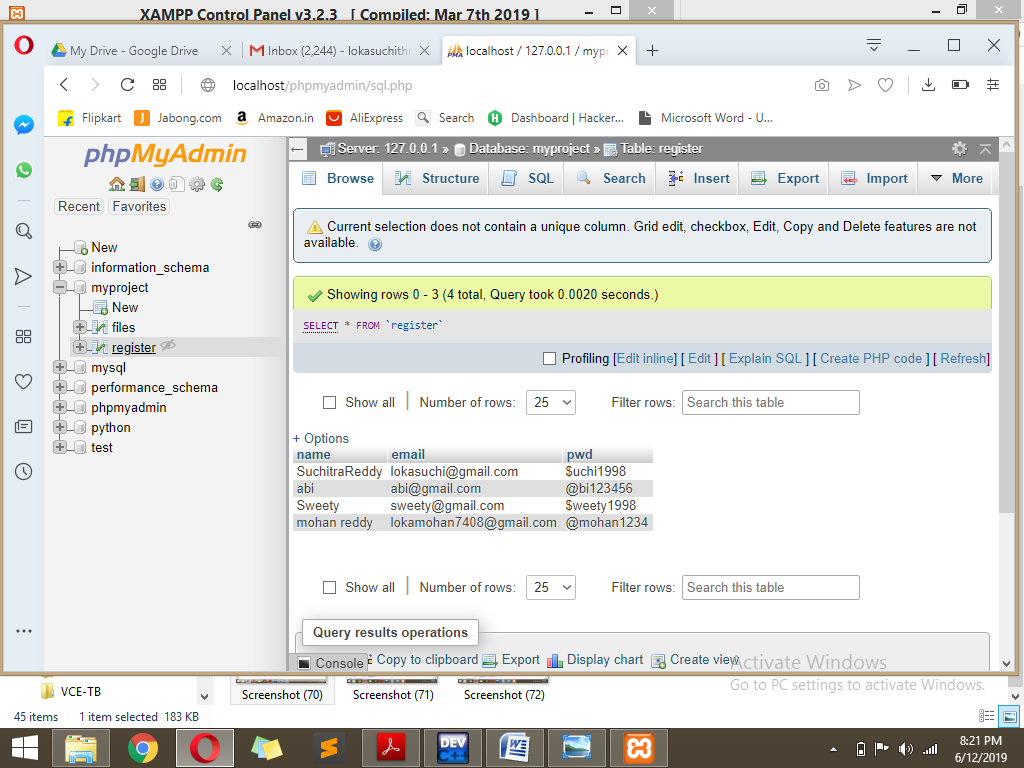 XAMPP Control Panel v3.2.3 [ Compiled: Mar 7th 2019 ]
My Drive - Google Drive
Inbox (2,244) - lokasuchithr
localhost / 127.0.0.1 / mypr
localhost/phpmyadmin/sql.php
Flipkart
Jabong.com
Amazon.in
AliExpress
Search
Dashboard | Hacker...
Microsoft Word - U...
phpMyAdmin
Recent Favorites
New
information_schema
myproject
New
files
register
mysql
performance_schema
phpmyadmin
python
test
Server: 127.0.0.1 » Database: myproject » Table: register
Browse Structure SQL Search Insert Export Import More
Current selection does not contain a unique column. Grid edit, checkbox, Edit, Copy and Delete features are not
available.
Showing rows 0 - 3 (4 total, Query took 0.0020 seconds.)
SELECT * FROM `register`
Profiling [Edit inline] [ Edit ] [ Explain SQL ] [ Create PHP code ] [ Refresh]
Show all | Number of rows: 25 Filter rows: Search this table
+ Options
name email pwd
SuchitraReddy lokasuchi@gmail.com $uchi1998
abi abi@gmail.com @bi123456
Sweety sweety@gmail.com $weety1998
mohan reddy lokamohan7408@gmail.com @mohan1234
Show all | Number of rows: 25 Filter rows: Search this table
Query results operations
Console Copy to clipboard Export Display chart Create view
Activate Windows
Go to PC settings to activate Windows.
VCE-TB
Screenshot (70) Screenshot (71) Screenshot (72)
45 items 1 item selected 183 KB
DEV
C++
8:21 PM
6/12/2019